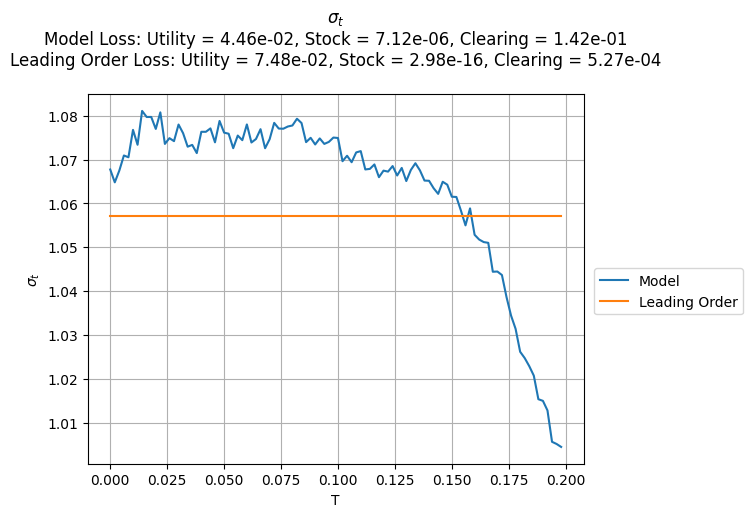 σ_t
Model Loss: Utility = 4.46e-02, Stock = 7.12e-06, Clearing = 1.42e-01
Leading Order Loss: Utility = 7.48e-02, Stock = 2.98e-16, Clearing = 5.27e-04
1.08
1.07
1.06
1.05
1.04
1.03
1.02
1.01
σ_t
0.000 0.025 0.050 0.075 0.100 0.125 0.150 0.175 0.200
T
Model
Leading Order